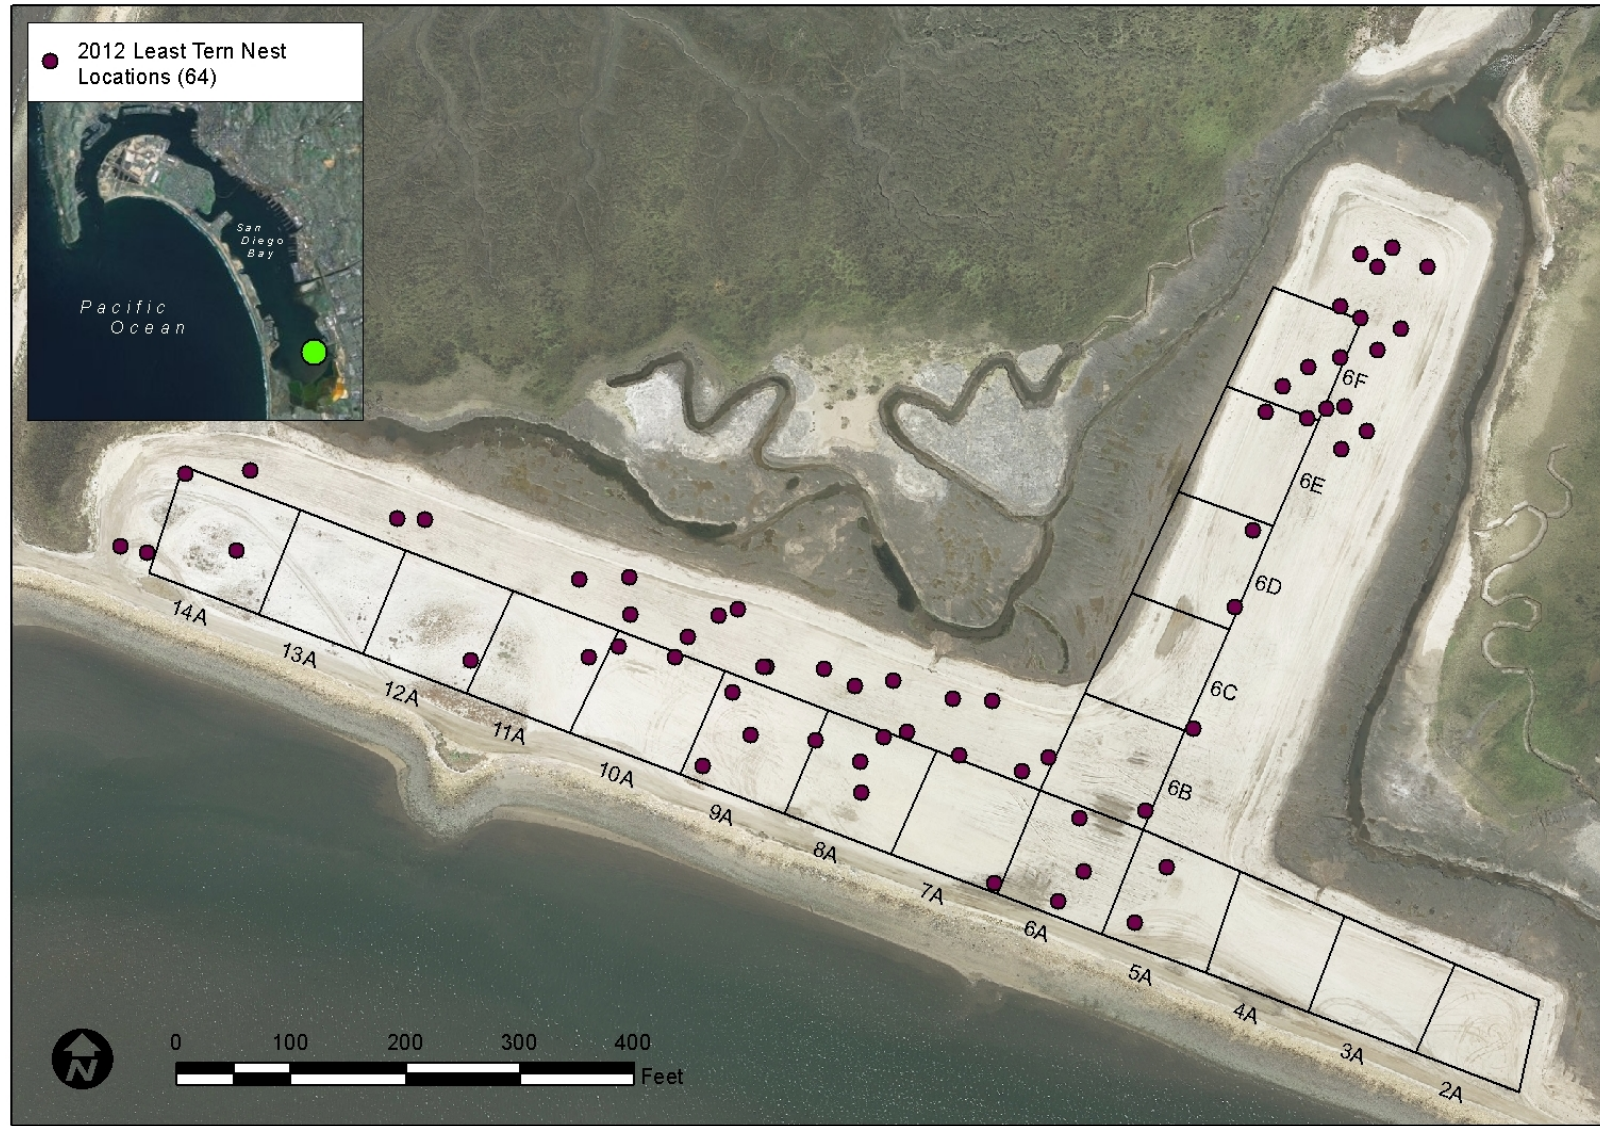 2012 Least Tern Nest
Locations (64)
San
Diego
Bay
Pacific
Ocean
6F
6E
6D
6C
6B
14A
13A
12A
11A
10A
9A
8A
7A
6A
5A
4A
3A
2A
N
0 100 200 300 400
Feet